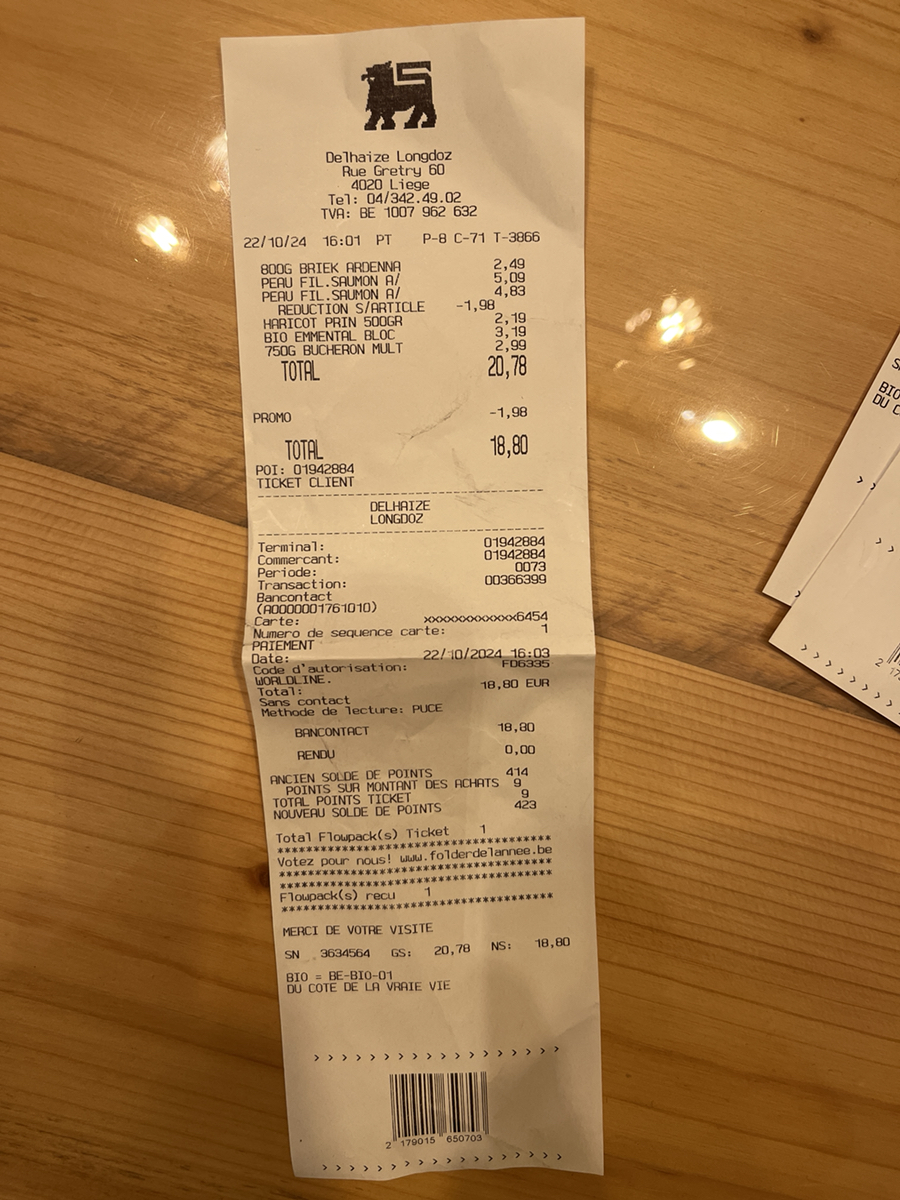 Delhaize Longdoz
Rue Gretry 60
4020 Liege
Tel: 04/342.49.02
TVA: BE 1007 962 632
22/10/24 16:01 PT P-8 C-71 T-3866
800G BRIEK ARDENNA 2,49
PEAU FIL.SAUMON A/ 5,09
PEAU FIL.SAUMON A/ 4,83
REDUCTION S/ARTICLE -1,98
HARICOT PRIN 500GR 2,19
BIO EMMENTAL BLOC 3,19
750G BUCHERON MULT 2,99
TOTAL 20,78
PROMO -1,98
TOTAL 18,80
POI: 01942884
TICKET CLIENT
DELHAIZE
LONGDOZ
Terminal: 01942884
Commercant: 01942884
Periode: 0073
Transaction: 00366399
Bancontact
(A0000001761010)
Carte: xxxxxxxxxxxxx6454
Numero de sequence carte: 1
PAIEMENT
Date: 22/10/2024 16:03
Code d'autorisation: FD6335
WORLDLINE.
Total: 18,80 EUR
Sans contact
Methode de lecture: PUCE
BANCONTACT 18,80
RENDU 0,00
ANCIEN SOLDE DE POINTS 414
POINTS SUR MONTANT DES ACHATS 9
TOTAL POINTS TICKET 9
NOUVEAU SOLDE DE POINTS 423
Total Flowpack(s) Ticket 1
****************************************
Votez pour nous! www.folderdelannee.be
****************************************
****************************************
Flowpack(s) recu 1
****************************************
MERCI DE VOTRE VISITE
SN 3634564 GS: 20,78 NS: 18,80
BIO = BE-BIO-01
DU COTE DE LA VRAIE VIE
> > > > > > > > > > > > > > > > > >
2 179015 650703
> > > > > > > > > > > > > > > > > >
BIO
DU C